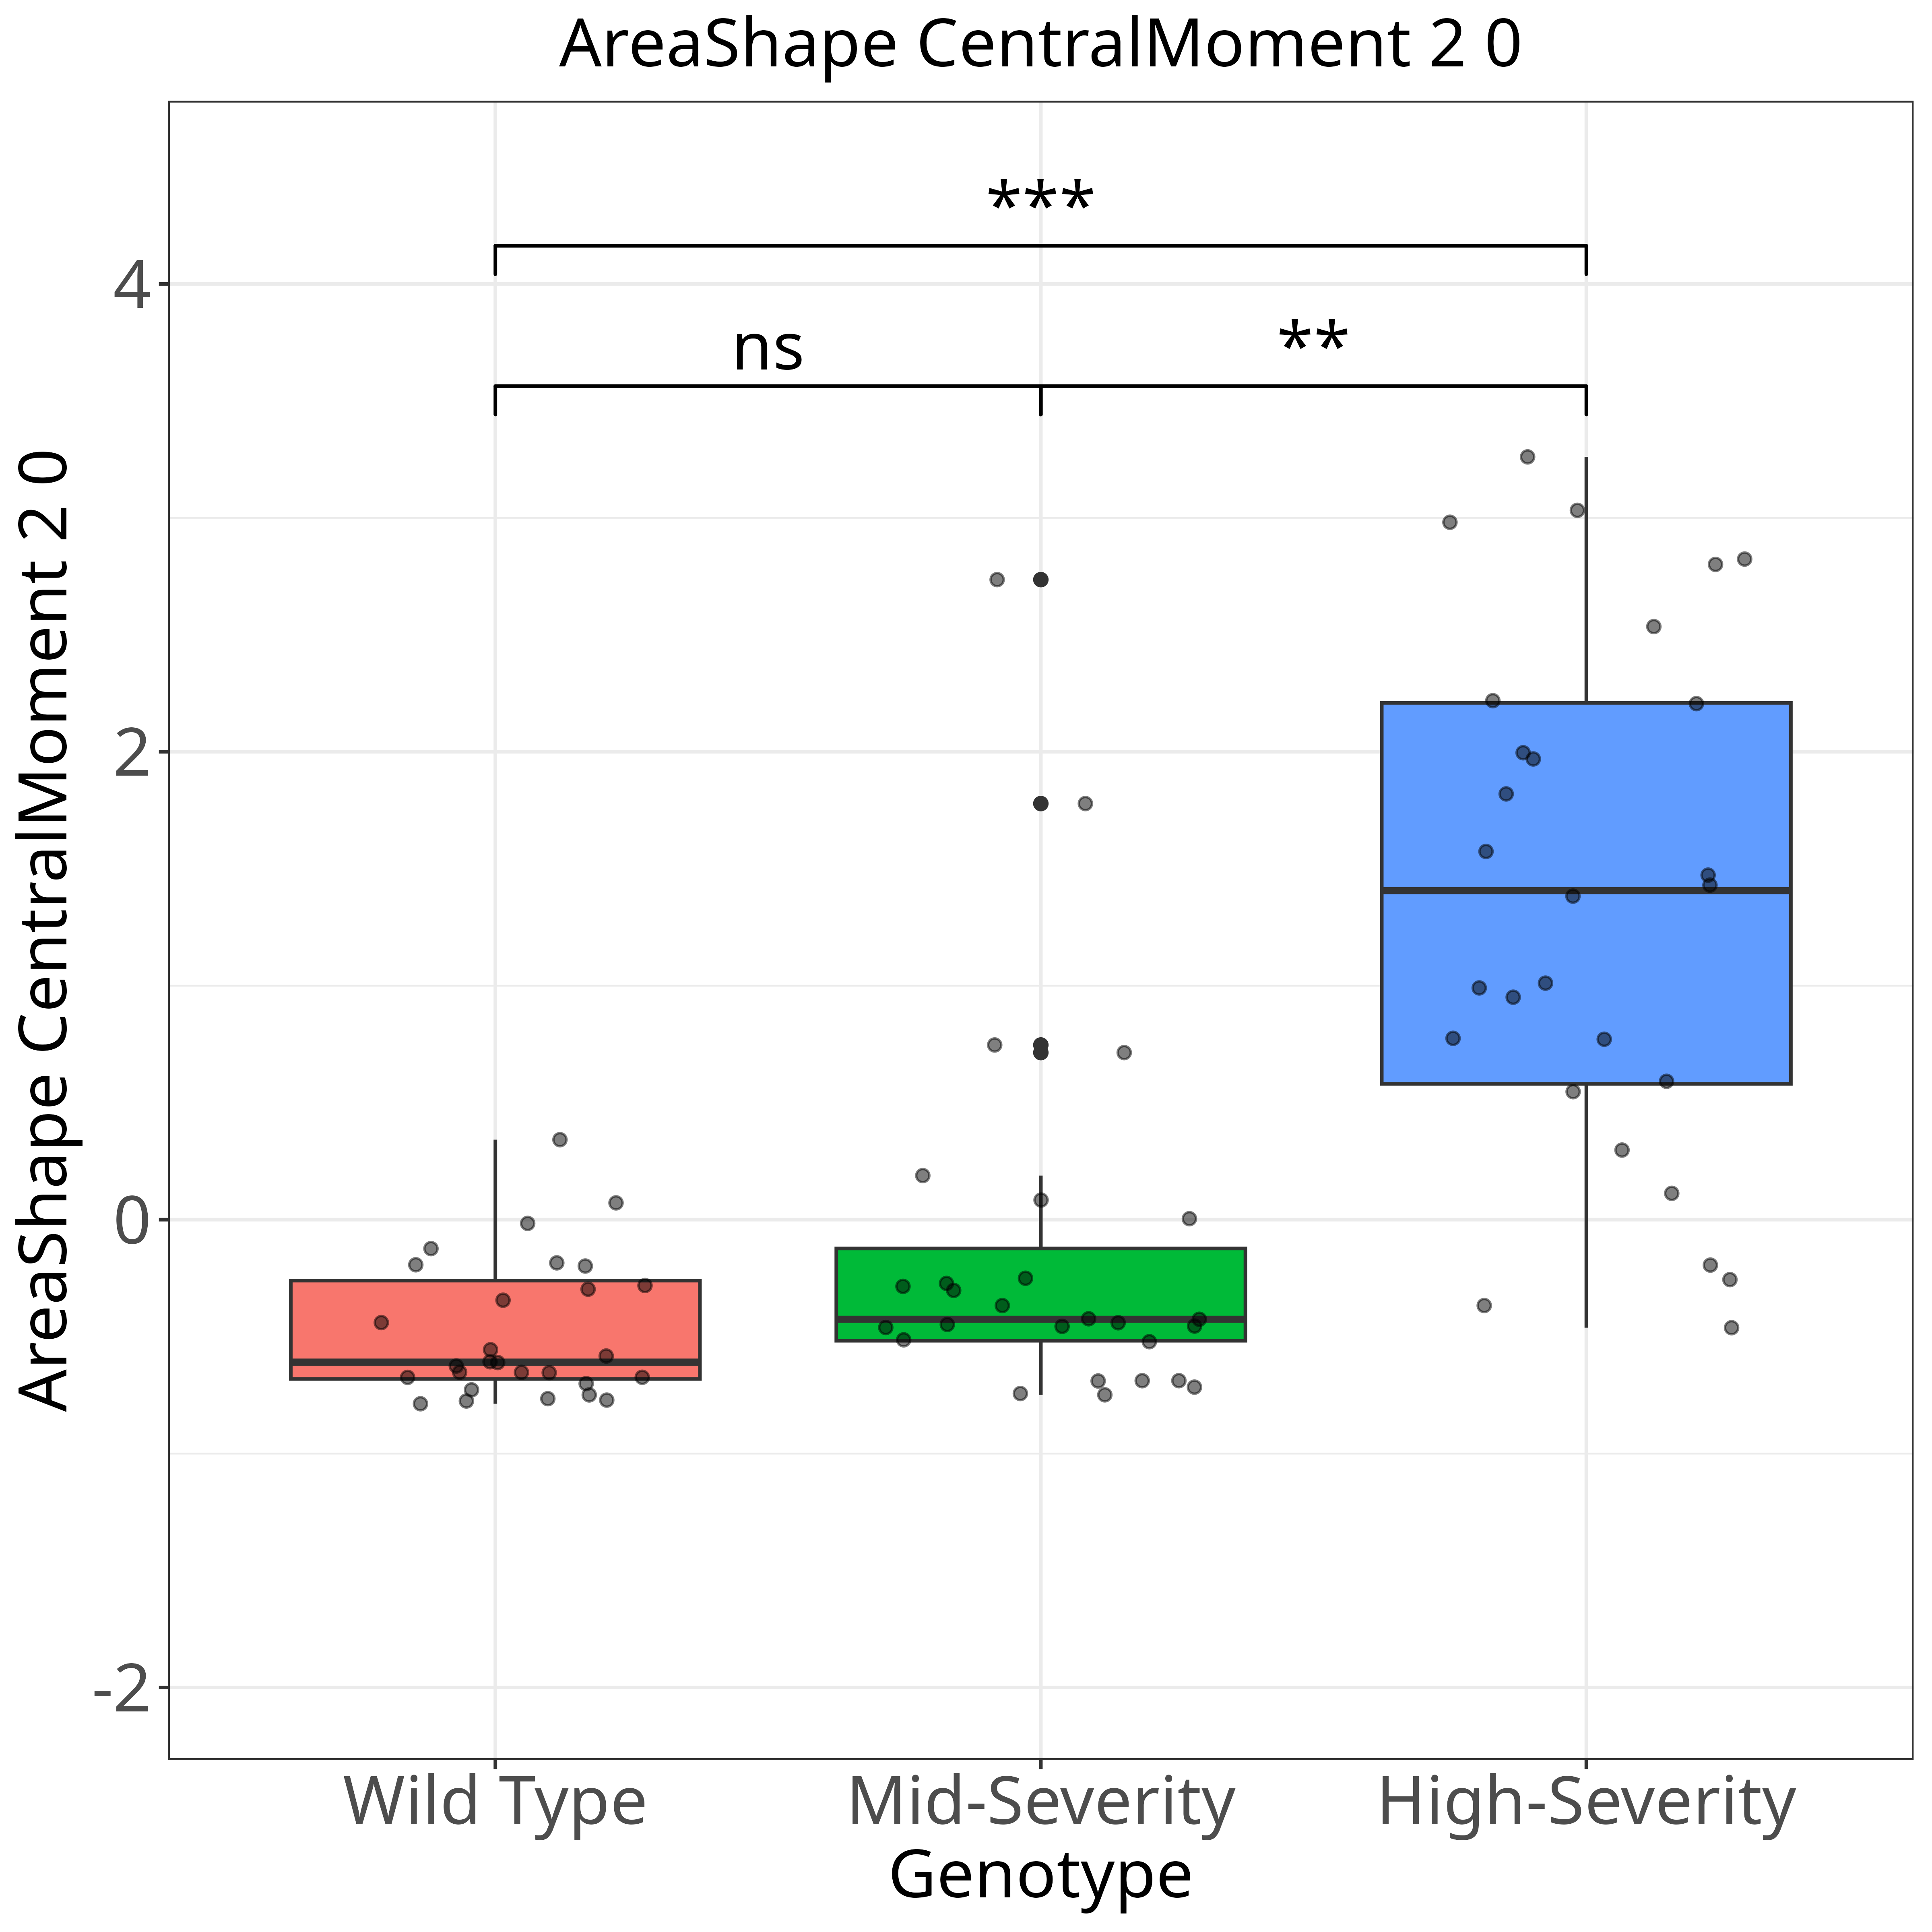 AreaShape CentralMoment 2 0
***
ns
**
AreaShape CentralMoment 2 0
4
2
0
-2
Wild Type
Mid-Severity
High-Severity
Genotype